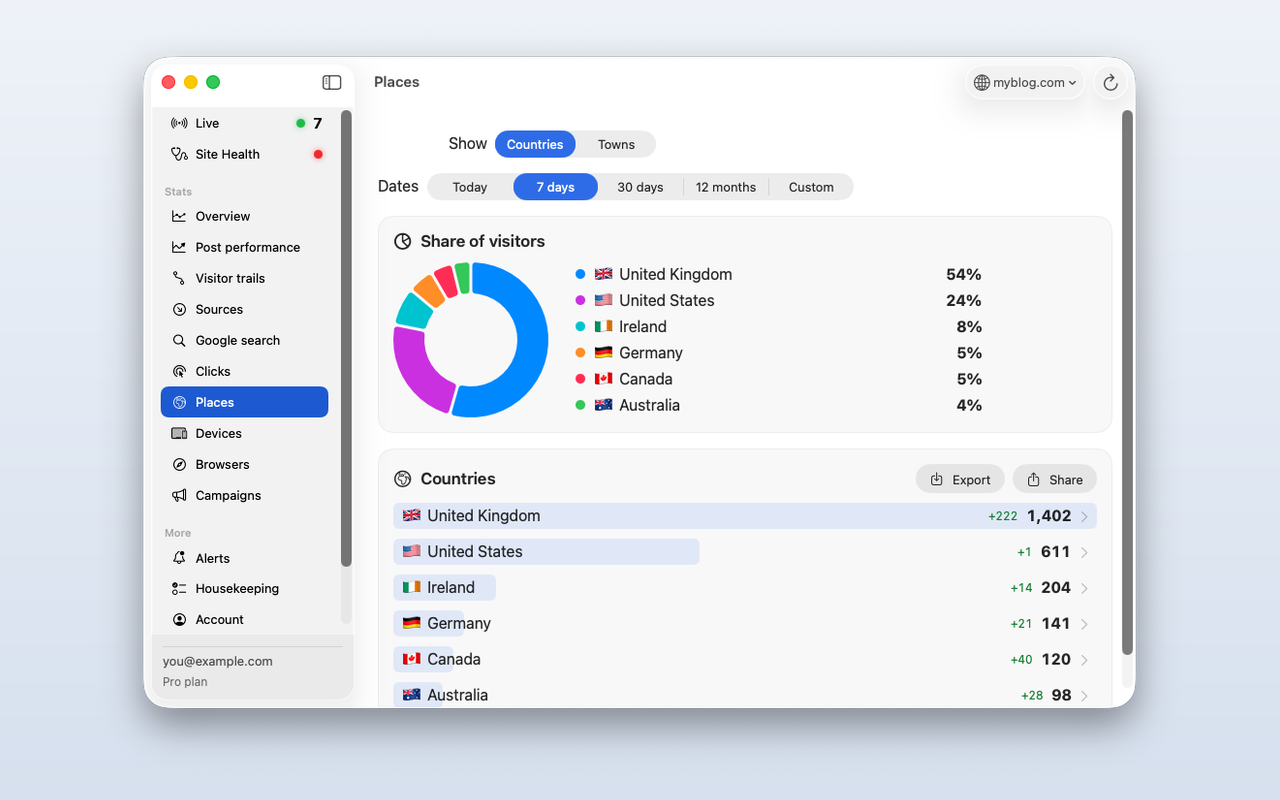 Places
myblog.com
Live 7
Site Health
Stats
Overview
Post performance
Visitor trails
Sources
Google search
Clicks
Places
Devices
Browsers
Campaigns
More
Alerts
Housekeeping
Account
you@example.com
Pro plan
Show Countries Towns
Dates Today 7 days 30 days 12 months Custom
Share of visitors
United Kingdom 54%
United States 24%
Ireland 8%
Germany 5%
Canada 5%
Australia 4%
Countries Export Share
United Kingdom +222 1,402
United States +1 611
Ireland +14 204
Germany +21 141
Canada +40 120
Australia +28 98